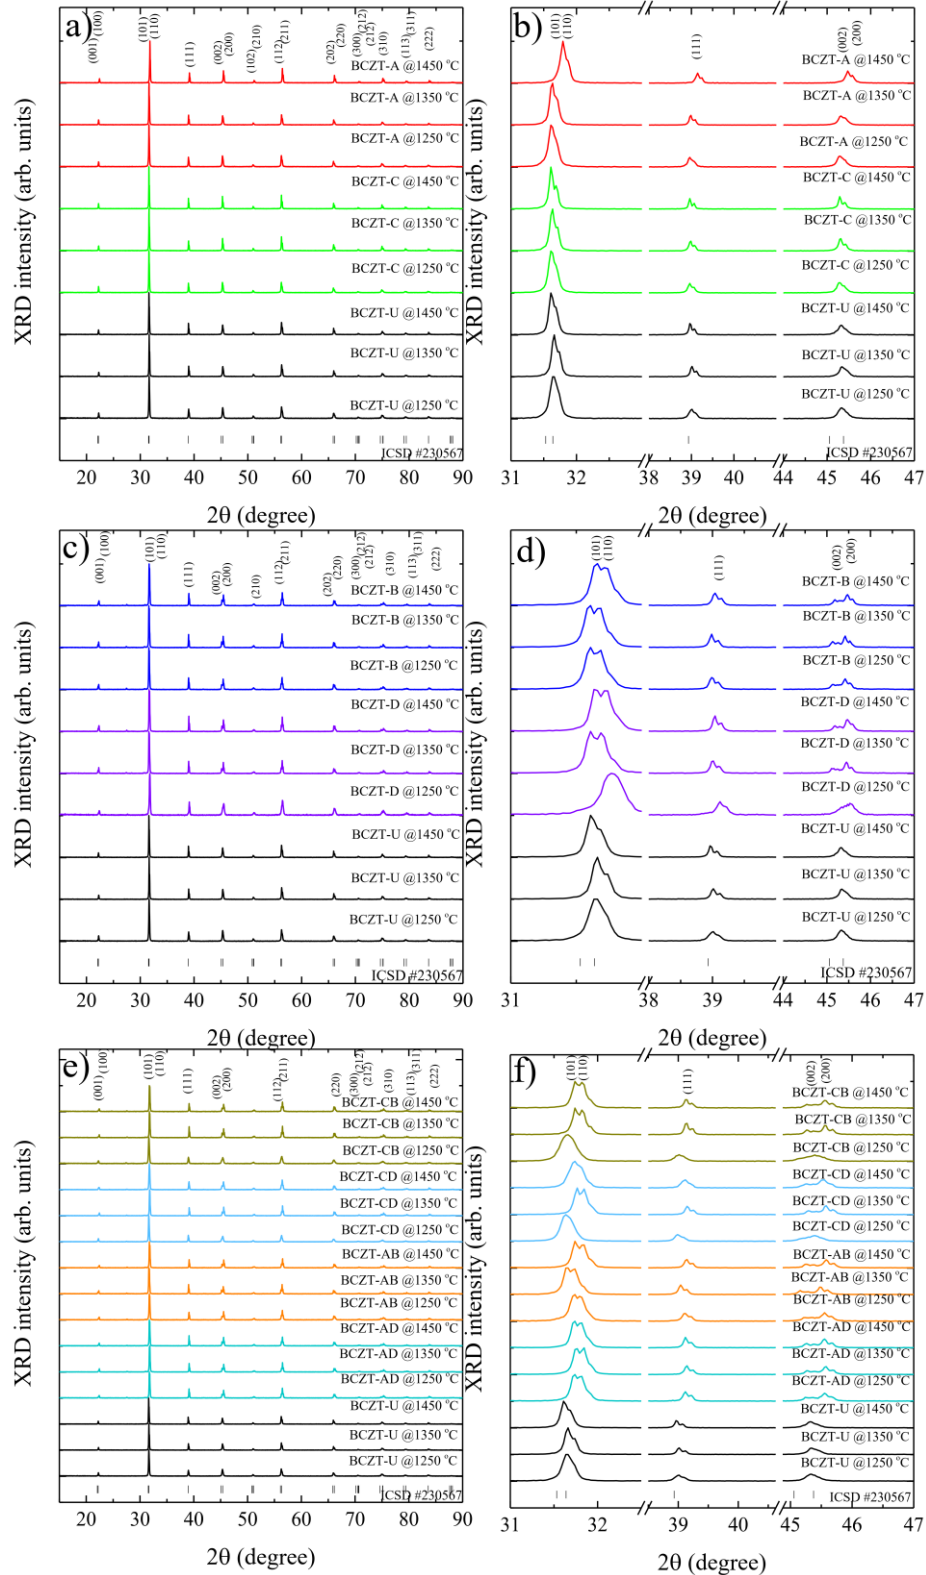 a)
XRD intensity (arb. units)
(001)
(100)
(101)
(110)
(111)
(002)
(200)
(102)
(210)
(112)
(211)
(202)
(220)
(300)
(212)
(212)
(310)
(113)
(311)
(222)
BCZT-A @1450 °C
BCZT-A @1350 °C
BCZT-A @1250 °C
BCZT-C @1450 °C
BCZT-C @1350 °C
BCZT-C @1250 °C
BCZT-U @1450 °C
BCZT-U @1350 °C
BCZT-U @1250 °C
ICSD #230567
20 30 40 50 60 70 80 90
2θ (degree)
b)
XRD intensity (arb. units)
(101)
(110)
(111)
(002)
(200)
BCZT-A @1450 °C
BCZT-A @1350 °C
BCZT-A @1250 °C
BCZT-C @1450 °C
BCZT-C @1350 °C
BCZT-C @1250 °C
BCZT-U @1450 °C
BCZT-U @1350 °C
BCZT-U @1250 °C
ICSD #230567
31 32 38 39 40 44 45 46 47
2θ (degree)
c)
XRD intensity (arb. units)
(001)
(100)
(101)
(110)
(111)
(002)
(200)
(210)
(112)
(211)
(202)
(220)
(300)
(212)
(212)
(310)
(113)
(311)
(222)
BCZT-B @1450 °C
BCZT-B @1350 °C
BCZT-B @1250 °C
BCZT-D @1450 °C
BCZT-D @1350 °C
BCZT-D @1250 °C
BCZT-U @1450 °C
BCZT-U @1350 °C
BCZT-U @1250 °C
ICSD #230567
20 30 40 50 60 70 80 90
2θ (degree)
d)
XRD intensity (arb. units)
(101)
(110)
(111)
(002)
(200)
BCZT-B @1450 °C
BCZT-B @1350 °C
BCZT-B @1250 °C
BCZT-D @1450 °C
BCZT-D @1350 °C
BCZT-D @1250 °C
BCZT-U @1450 °C
BCZT-U @1350 °C
BCZT-U @1250 °C
ICSD #230567
31 38 39 40 44 45 46 47
2θ (degree)
e)
XRD intensity (arb. units)
(001)
(100)
(101)
(110)
(111)
(002)
(200)
(112)
(211)
(220)
(300)
(212)
(212)
(310)
(113)
(311)
(222)
BCZT-CB @1450 °C
BCZT-CB @1350 °C
BCZT-CB @1250 °C
BCZT-CD @1450 °C
BCZT-CD @1350 °C
BCZT-CD @1250 °C
BCZT-AB @1450 °C
BCZT-AB @1350 °C
BCZT-AB @1250 °C
BCZT-AD @1450 °C
BCZT-AD @1350 °C
BCZT-AD @1250 °C
BCZT-U @1450 °C
BCZT-U @1350 °C
BCZT-U @1250 °C
ICSD #230567
20 30 40 50 60 70 80 90
2θ (degree)
f)
XRD intensity (arb. units)
(101)
(110)
(111)
(002)
(200)
BCZT-CB @1450 °C
BCZT-CB @1350 °C
BCZT-CB @1250 °C
BCZT-CD @1450 °C
BCZT-CD @1350 °C
BCZT-CD @1250 °C
BCZT-AB @1450 °C
BCZT-AB @1350 °C
BCZT-AB @1250 °C
BCZT-AD @1450 °C
BCZT-AD @1350 °C
BCZT-AD @1250 °C
BCZT-U @1450 °C
BCZT-U @1350 °C
BCZT-U @1250 °C
ICSD #230567
31 32 39 40 45 46 47
2θ (degree)